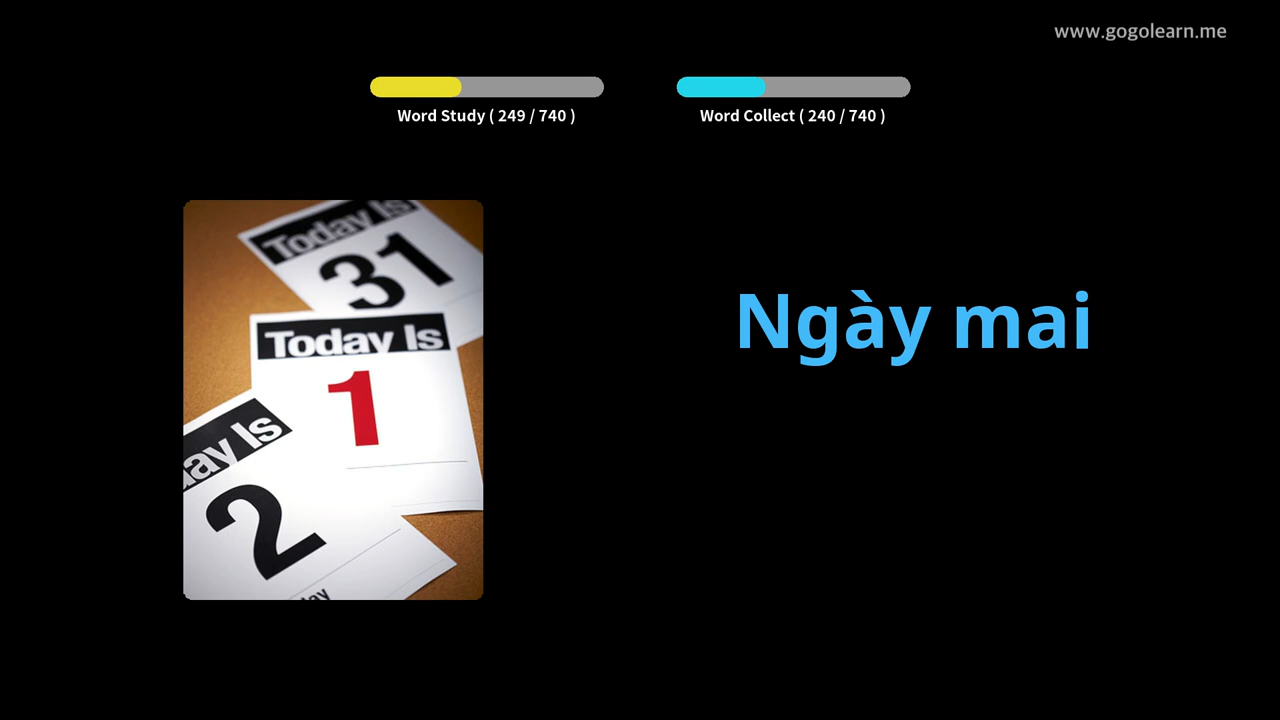 www.gogolearn.me
Word Study ( 249 / 740 )
Word Collect ( 240 / 740 )
Today Is
31
Today Is
1
ay Is
2
Ngày mai